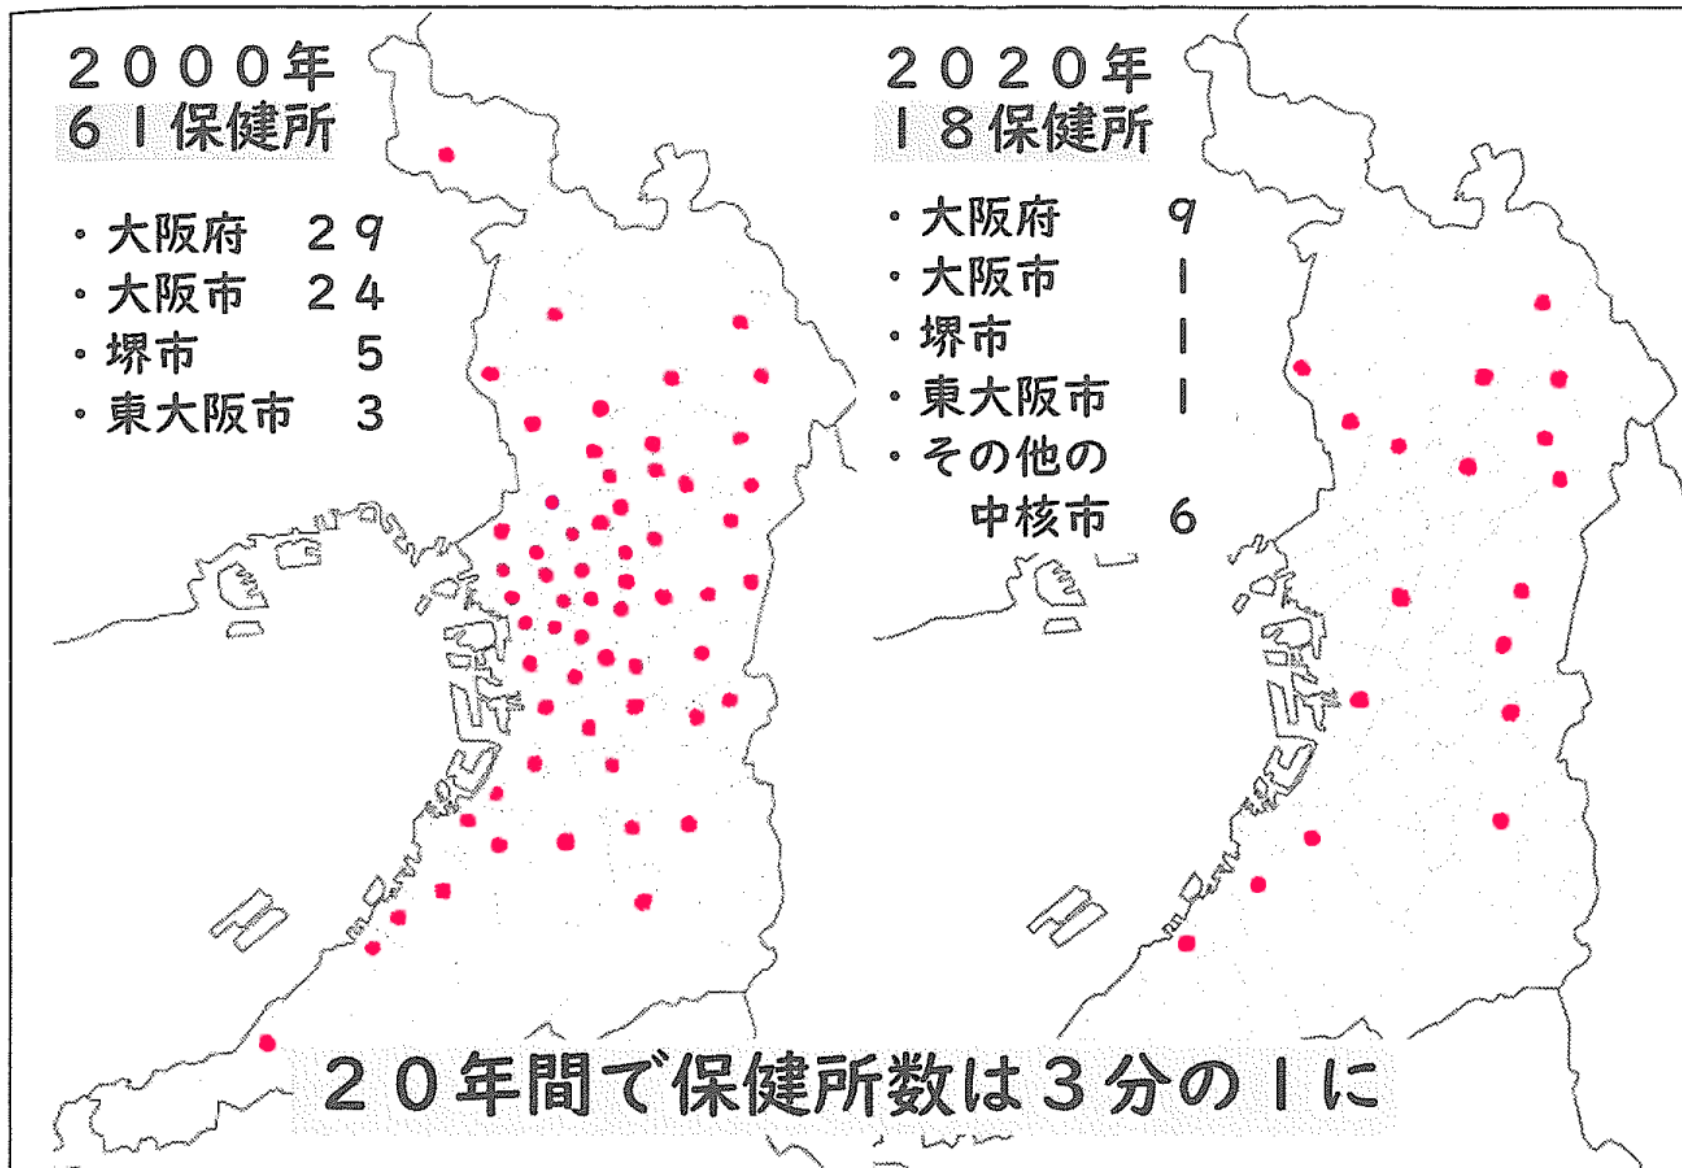 2000年
61保健所
・大阪府 29
・大阪市 24
・堺市 5
・東大阪市 3
2020年
18保健所
・大阪府 9
・大阪市 1
・堺市 1
・東大阪市 1
・その他の
中核市 6
20年間で保健所数は3分の1に